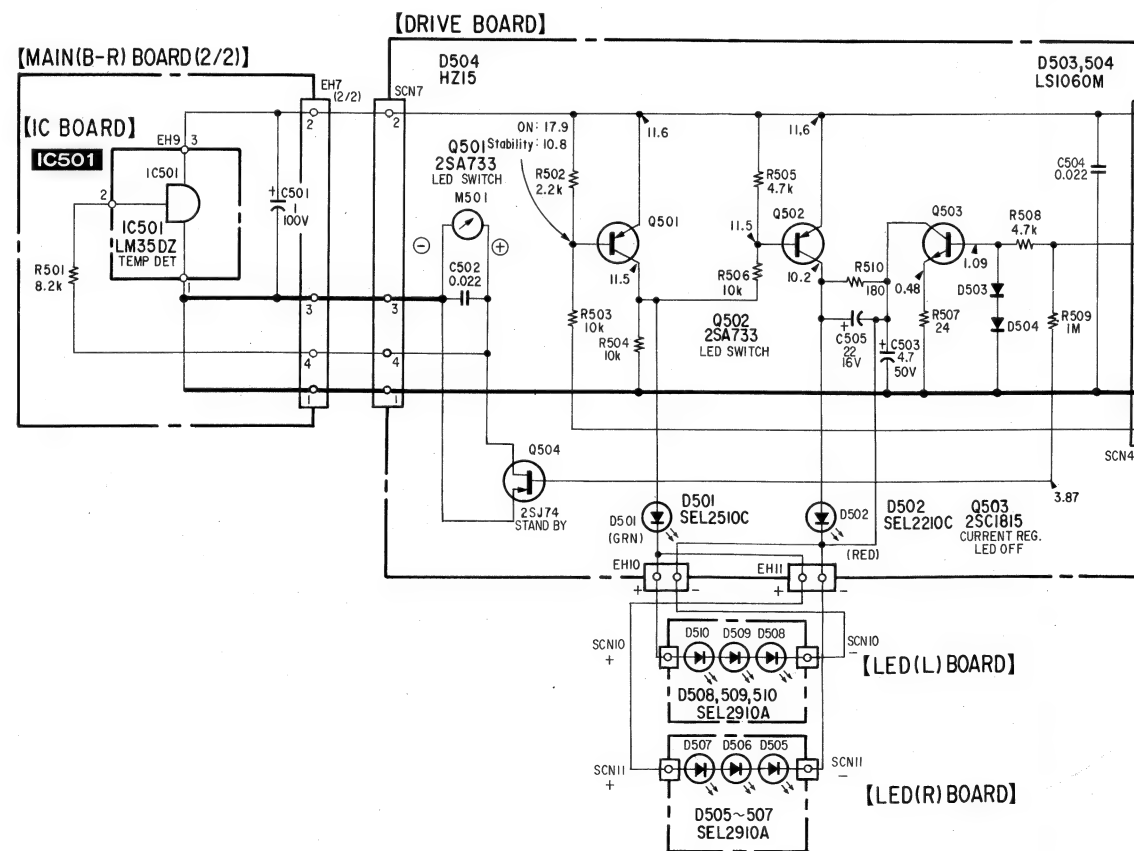 【DRIVE BOARD】
【MAIN(B-R) BOARD(2/2)】
D504
HZ15
D503,504
LS1060M
EH7
(2/2)
SCN7
【IC BOARD】
IC501
EH9
3
2
2
ON: 17.9
Stability: 10.8
11.6
11,6
IC501
2
IC501
LM35DZ
TEMP DET
1
+
C501
1
100V
Q501
2SA733
LED SWITCH
M501
⊖
⊕
C502
0.022
R502
2.2k
Q501
11.5
R505
4.7k
11.5
Q502
10.2
R506
10k
R510
180
Q503
0.48
1.09
R508
4.7k
C504
0.022
R501
8.2k
3
3
R503
10k
R504
10k
Q502
2SA733
LED SWITCH
+
C505
22
16V
+
C503
4.7
50V
R507
24
D503
D504
R509
1M
4
4
1
1
SCN4
Q504
2SJ74
STAND BY
3.87
D501
(GRN)
D501
SEL2510C
D502
(RED)
D502
SEL2210C
Q503
2SC1815
CURRENT REG.
LED OFF
EH10
+
-
EH11
+
-
SCN10
+
D510
D509
D508
SCN10
-
【LED(L) BOARD】
D508,509,510
SEL2910A
SCN11
+
D507
D506
D505
SCN11
-
【LED(R) BOARD】
D505~507
SEL2910A